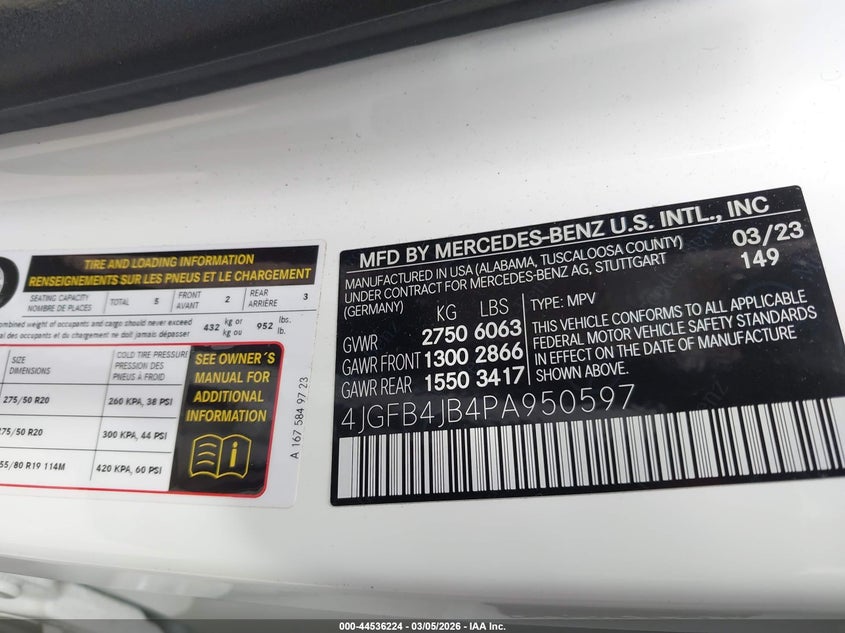 TIRE AND LOADING INFORMATION
RENSEIGNEMENTS SUR LES PNEUS ET LE CHARGEMENT
SEATING CAPACITY
NOMBRE DE PLACES
TOTAL 5
FRONT
AVANT
2
REAR
ARRIÈRE
3
combined weight of occupants and cargo should never exceed
al des occupants et du chargement ne doit jamais dépasser
432 kg or
kg ou
952 lbs.
lb.
SIZE
DIMENSIONS
COLD TIRE PRESSURE
PRESSION DES
PNEUS À FROID
275/50 R20 260 KPA, 38 PSI
275/50 R20 300 KPA, 44 PSI
55/80 R19 114M 420 KPA, 60 PSI
SEE OWNER´S
MANUAL FOR
ADDITIONAL
INFORMATION
A 167 584 97 23
MFD BY MERCEDES-BENZ U.S. INTL., INC
MANUFACTURED IN USA (ALABAMA, TUSCALOOSA COUNTY)
UNDER CONTRACT FOR MERCEDES-BENZ AG, STUTTGART
(GERMANY)
03/23
149
KG LBS
GVWR 2750 6063
GAWR FRONT 1300 2866
GAWR REAR 1550 3417
TYPE: MPV
THIS VEHICLE CONFORMS TO ALL APPLICABLE
FEDERAL MOTOR VEHICLE SAFETY STANDARDS
IN EFFECT ON THE DATE OF MANUFACTURE
SHOWN ABOVE.
4JGFB4JB4PA950597
000-44536224 - 03/05/2026 - IAA Inc.